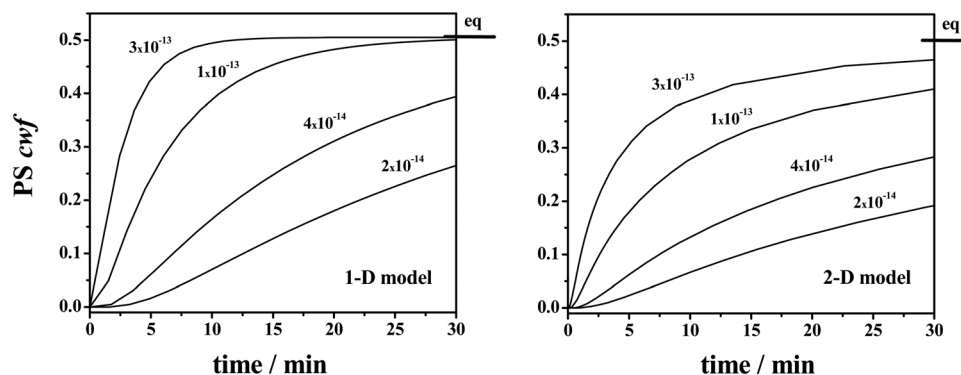 PS cwf
0.5
0.4
0.3
0.2
0.1
0.0
eq
3x10⁻¹³
1x10⁻¹³
4x10⁻¹⁴
2x10⁻¹⁴
1-D model
0 5 10 15 20 25 30
time / min
0.5
0.4
0.3
0.2
0.1
0.0
eq
3x10⁻¹³
1x10⁻¹³
4x10⁻¹⁴
2x10⁻¹⁴
2-D model
0 5 10 15 20 25 30
time / min